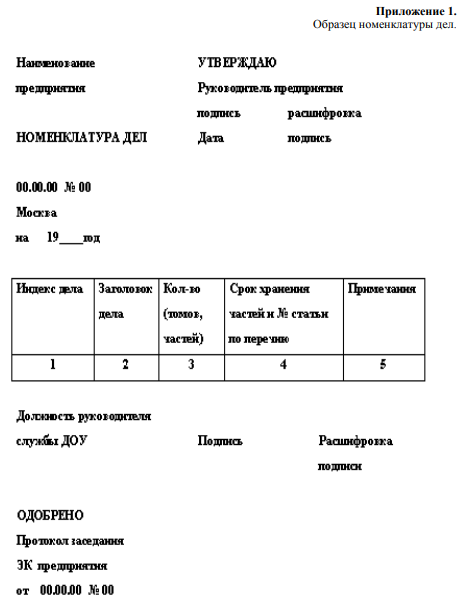 Приложение 1.
Образец номенклатуры дел.
Наименование УТВЕРЖДАЮ
предприятия Руководитель предприятия
подпись расшифровка
НОМЕНКЛАТУРА ДЕЛ Дата подпись
00.00.00 № 00
Москва
на 19____год
Индекс дела Заголовок Кол-во Срок хранения Примечания
дела (томов, частей и № статьи
частей) по перечню
1 2 3 4 5
Должность руководителя
службы ДОУ Подпись Расшифровка
подписи
ОДОБРЕНО
Протокол заседания
ЭК предприятия
от 00.00.00 № 00